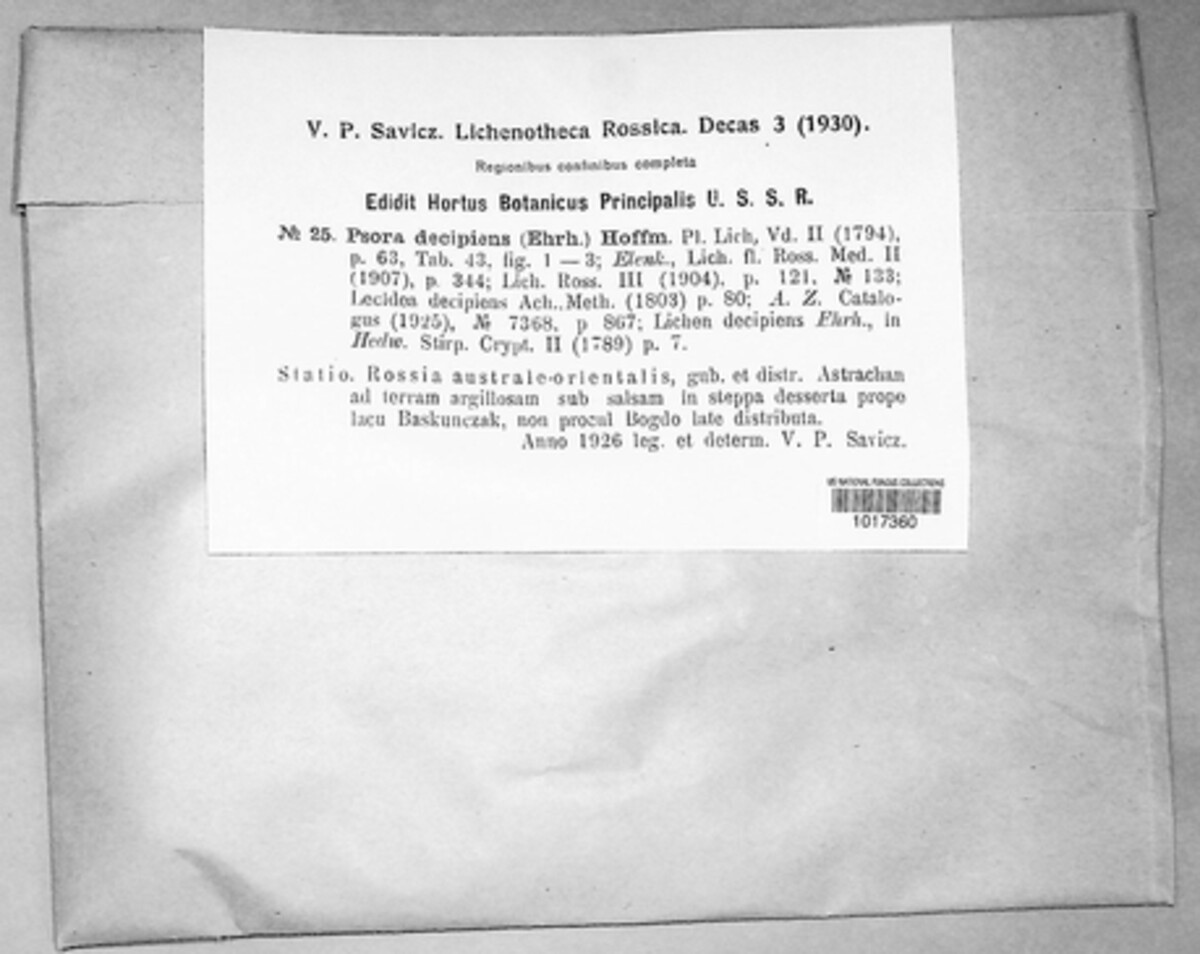 V. P. Savicz. Lichenotheca Rossica. Decas 3 (1930).
Regionibus confinibus completa
Edidit Hortus Botanicus Principalis U. S. S. R.
№ 25. Psora decipiens (Ehrh.) Hoffm. Pl. Lich, Vd. II (1794),
p. 63, Tab. 43, fig. 1 — 3; Elenk., Lich. fl. Ross. Med. II
(1907), p. 344; Lich. Ross. III (1904), p. 121, № 133;
Lecidea decipiens Ach., Meth. (1803) p. 80; A. Z. Catalo-
gus (1925), № 7368, p 867; Lichen decipiens Ehrh., in
Hedw. Stirp. Crypt. II (1789) p. 7.
Statio. Rossia australe-orientalis, gub. et distr. Astrachan
ad terram argillosam sub salsam in steppa desserta prope
lacu Baskunczak, non procul Bogdo late distributa.
Anno 1926 leg. et determ. V. P. Savicz.
US NATIONAL FUNGUS COLLECTIONS
1017360